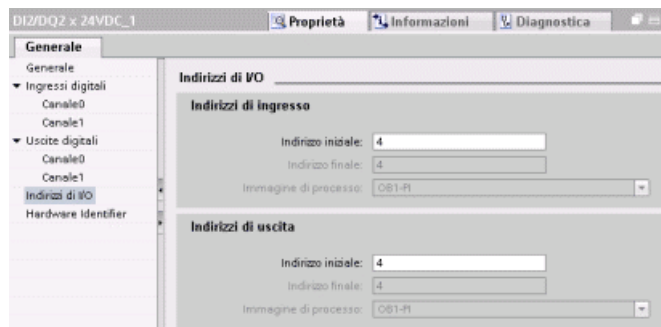 DI2/DQ2 x 24VDC_1
Proprietà
Informazioni
Diagnostica
Generale
Generale
Ingressi digitali
Canale0
Canale1
Uscite digitali
Canale0
Canale1
Indirizzi di I/O
Hardware Identifier
Indirizzi di I/O
Indirizzi di ingresso
Indirizzo iniziale: 4
Indirizzo finale: 4
Immagine di processo: OB1-PI
Indirizzi di uscita
Indirizzo iniziale: 4
Indirizzo finale: 4
Immagine di processo: OB1-PI